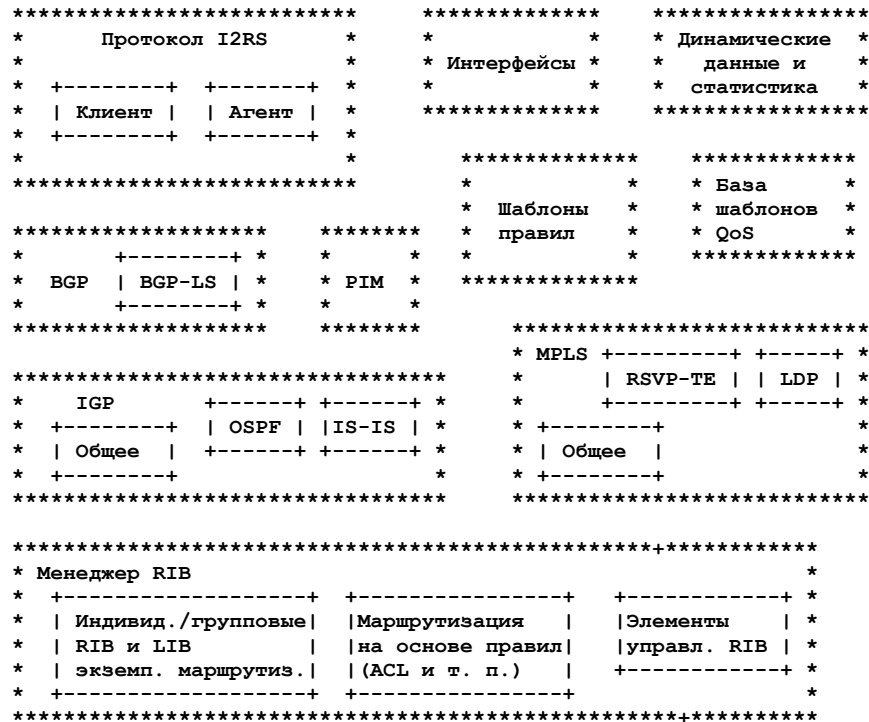 Протокол I2RS
Клиент
Агент
Интерфейсы
Динамические
данные и
статистика
Шаблоны
правил
База
шаблонов
QoS
BGP
BGP-LS
PIM
MPLS
RSVP-TE
LDP
Общее
IGP
OSPF
IS-IS
Общее
Менеджер RIB
Индивид./групповые
RIB и LIB
экземп. маршрутиз.
Маршрутизация
на основе правил
(ACL и т. п.)
Элементы
управл. RIB